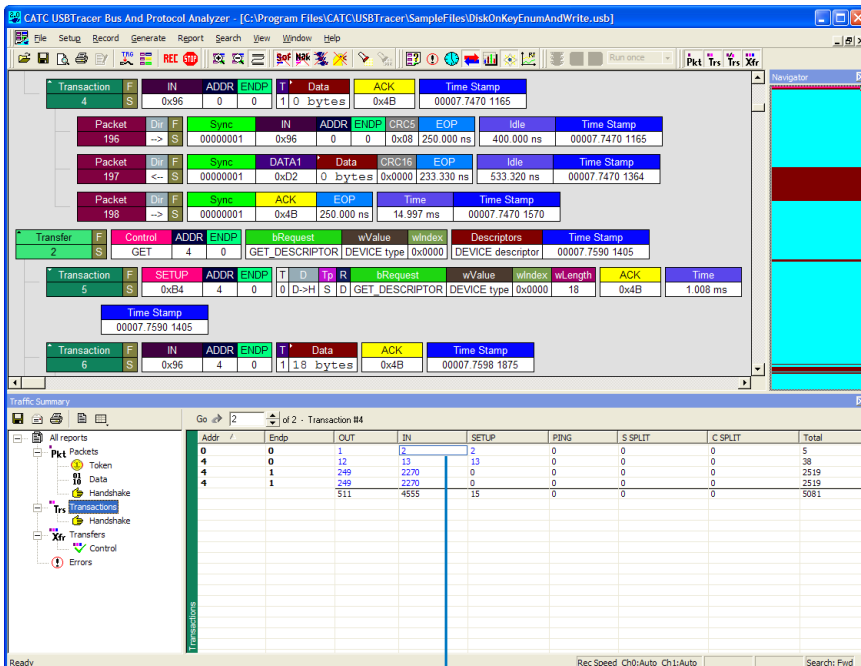 CATC USBTracer Bus And Protocol Analyzer - [C:\Program Files\CATC\USBTracer\SampleFiles\DiskOnKeyEnumAndWrite.usb]
File Setup Record Generate Report Search View Window Help
REC Run once Pkt Trs Xfr
Navigator
Transaction F IN ADDR ENDP T Data ACK Time Stamp
4 S 0x96 0 0 1 0 bytes 0x4B 00007.7470 1165
Packet Dir F Sync IN ADDR ENDP CRC5 EOP Idle Time Stamp
196 --> S 00000001 0x96 0 0 0x08 250.000 ns 400.000 ns 00007.7470 1165
Packet Dir F Sync DATA1 Data CRC16 EOP Idle Time Stamp
197 <-- S 00000001 0xD2 0 bytes 0x0000 233.330 ns 533.320 ns 00007.7470 1364
Packet Dir F Sync ACK EOP Time Time Stamp
198 --> S 00000001 0x4B 250.000 ns 14.997 ms 00007.7470 1570
Transfer F Control ADDR ENDP bRequest wValue wIndex Descriptors Time Stamp
2 S GET 4 0 GET_DESCRIPTOR DEVICE type 0x0000 DEVICE descriptor 00007.7590 1405
Transaction F SETUP ADDR ENDP T D Tp R bRequest wValue wIndex wLength ACK Time
5 S 0xB4 4 0 0 D->H S D GET_DESCRIPTOR DEVICE type 0x0000 18 0x4B 1.008 ms
Time Stamp
00007.7590 1405
Transaction F IN ADDR ENDP T Data ACK Time Stamp
6 S 0x96 4 0 1 18 bytes 0x4B 00007.7598 1875
Traffic Summary
Go 2 of 2 - Transaction #4
All reports
Pkt Packets
Token
Data
Handshake
Trs Transactions
Handshake
Xfr Transfers
Control
Errors
Addr Endp OUT IN SETUP PING S SPLIT C SPLIT Total
0 0 1 2 2 0 0 0 5
4 0 12 13 13 0 0 0 38
4 1 249 2270 0 0 0 0 2519
4 1 249 2270 0 0 0 0 2519
511 4555 15 0 0 0 5081
Transactions
Ready Rec Speed Ch0:Auto Ch1:Auto Search: Fwd